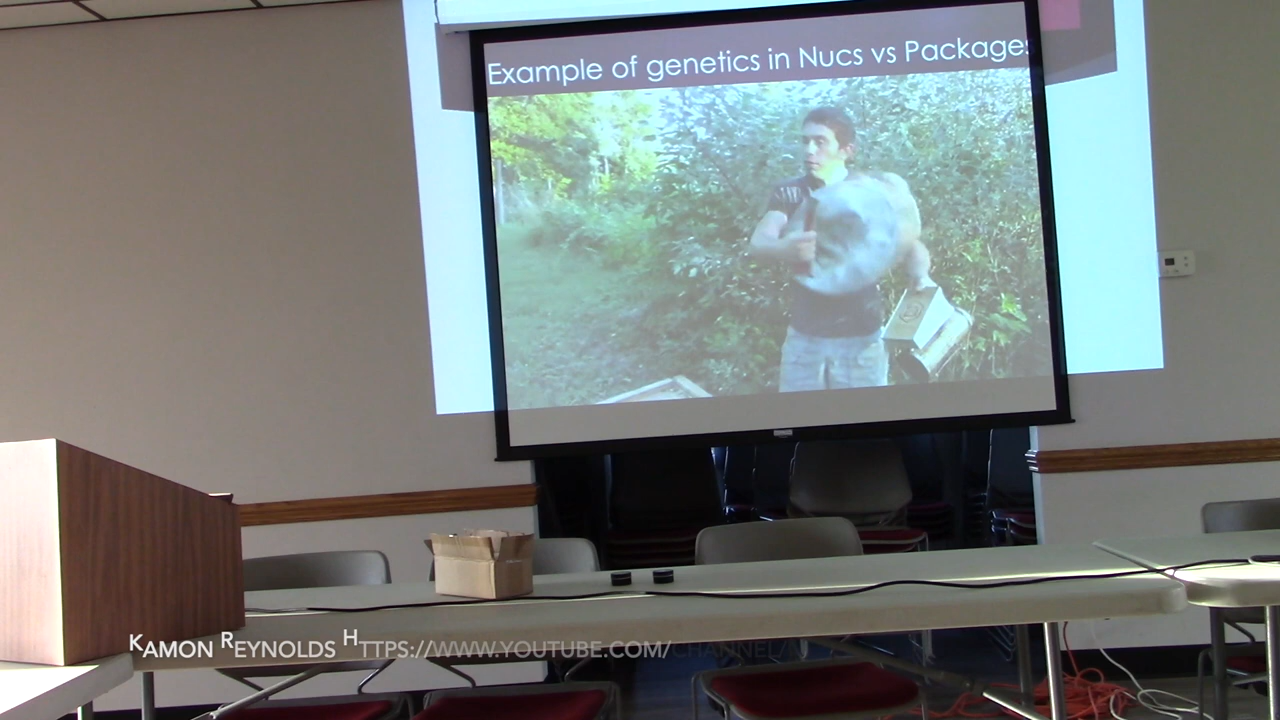 Example of genetics in Nucs vs Packages
Kamon Reynolds Https://www.youtube.com/channel/